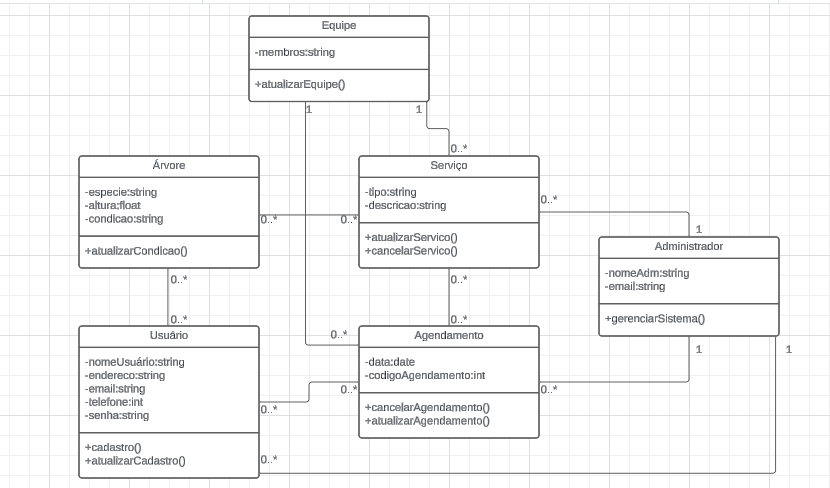 Equipe
-membros:string
+atualizarEquipe()
1
1
0..*
Árvore
-especie:string
-altura:float
-condicao:string
+atualizarCondicao()
0..*
0..*
Serviço
-tipo:string
-descricao:string
+atualizarServico()
+cancelarServico()
0..*
1
Administrador
-nomeAdm:string
-email:string
+gerenciarSistema()
0..*
0..*
0..*
0..*
Usuário
-nomeUsuário:string
-endereco:string
-email:string
-telefone:int
-senha:string
+cadastro()
+atualizarCadastro()
0..*
Agendamento
-data:date
-codigoAgendamento:int
+cancelarAgendamento()
+atualizarAgendamento()
1
1
0..*
0..*
0..*
0..*